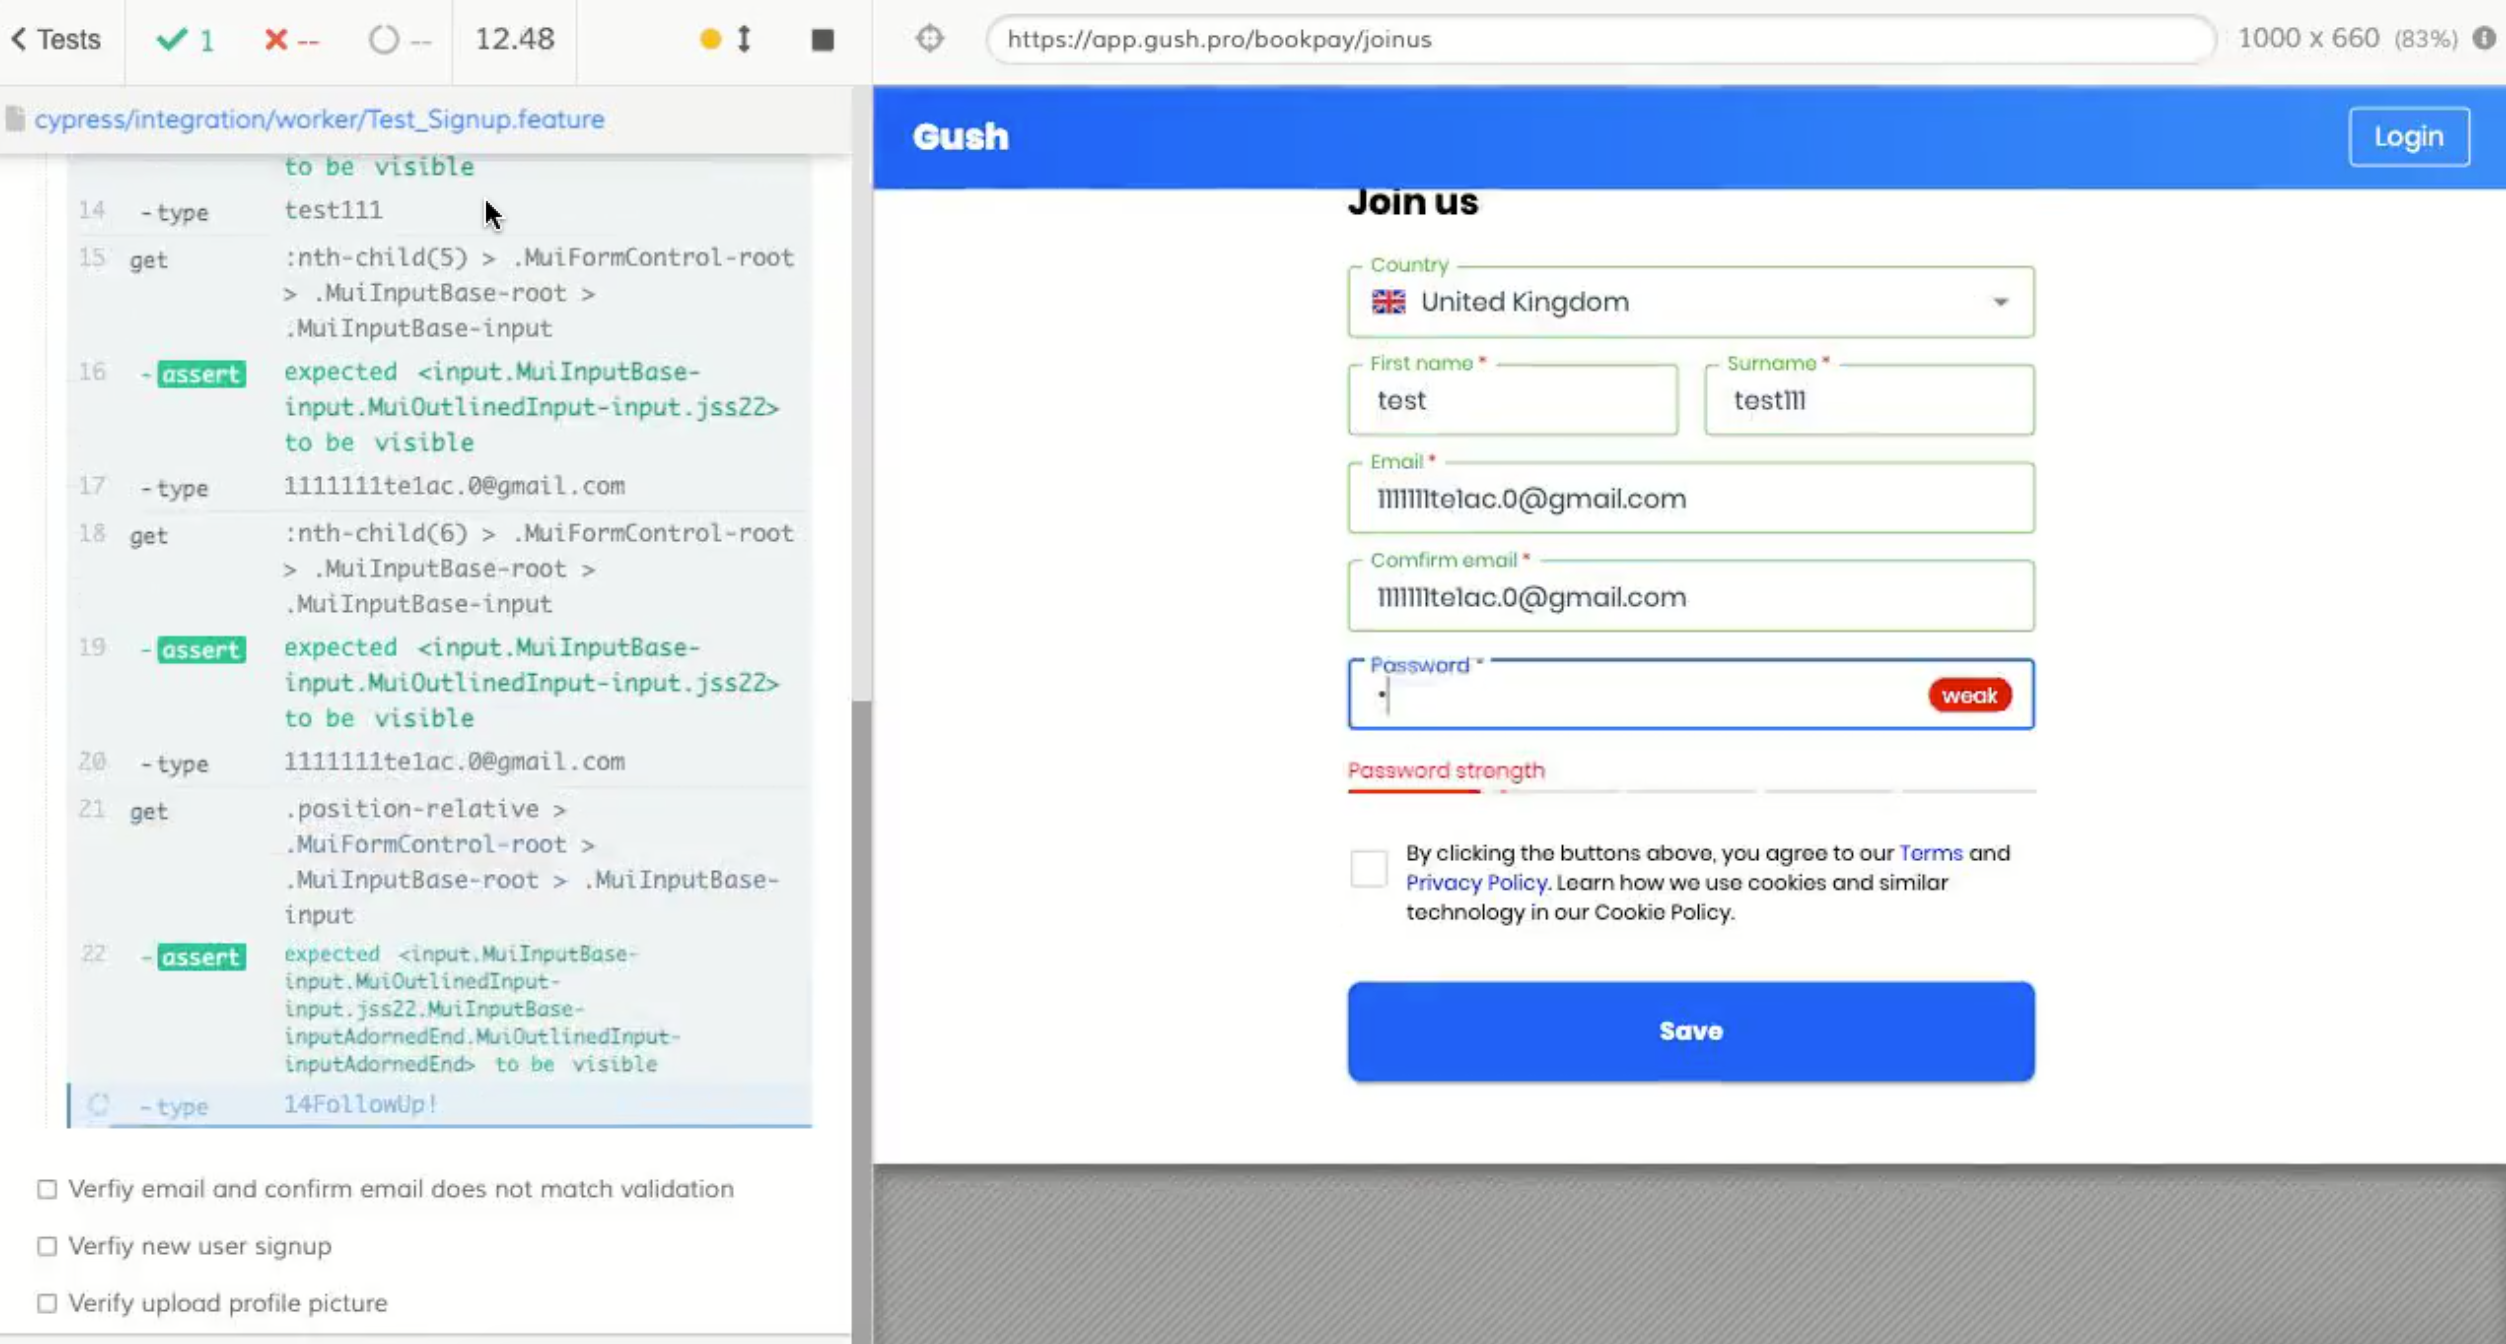 Tests
1
--
--
12.48
https://app.gush.pro/bookpay/joinus
1000 x 660 (83%)
cypress/integration/worker/Test_Signup.feature
to be visible
14 -type test111
15 get :nth-child(5) > .MuiFormControl-root
> .MuiInputBase-root >
.MuiInputBase-input
16 -assert expected <input.MuiInputBase-
input.MuiOutlinedInput-input.jss22>
to be visible
17 -type 1111111te1ac.0@gmail.com
18 get :nth-child(6) > .MuiFormControl-root
> .MuiInputBase-root >
.MuiInputBase-input
19 -assert expected <input.MuiInputBase-
input.MuiOutlinedInput-input.jss22>
to be visible
20 -type 1111111te1ac.0@gmail.com
21 get .position-relative >
.MuiFormControl-root >
.MuiInputBase-root > .MuiInputBase-
input
22 -assert expected <input.MuiInputBase-
input.MuiOutlinedInput-
input.jss22.MuiInputBase-
inputAdornedEnd.MuiOutlinedInput-
inputAdornedEnd> to be visible
-type 14FollowUp!
Verfiy email and confirm email does not match validation
Verfiy new user signup
Verify upload profile picture
Gush
Login
Join us
Country
United Kingdom
First name *
test
Surname *
test111
Email *
1111111te1ac.0@gmail.com
Comfirm email *
1111111te1ac.0@gmail.com
Password *
•
weak
Password strength
By clicking the buttons above, you agree to our Terms and
Privacy Policy. Learn how we use cookies and similar
technology in our Cookie Policy.
Save